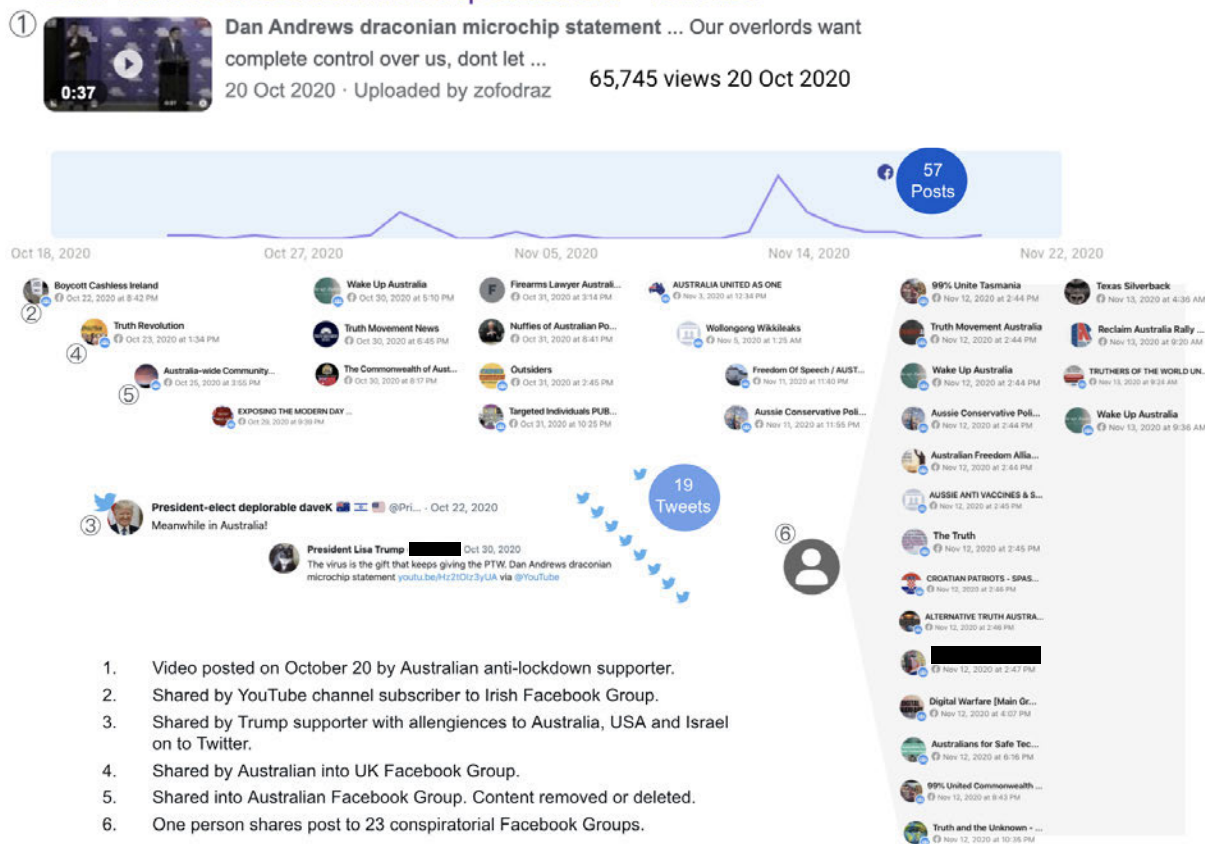 ①
Dan Andrews draconian microchip statement ... Our overlords want
complete control over us, dont let ...
0:37
20 Oct 2020 · Uploaded by zofodraz
65,745 views 20 Oct 2020
57
Posts
Oct 18, 2020
Oct 27, 2020
Nov 05, 2020
Nov 14, 2020
Nov 22, 2020
②
Boycott Cashless Ireland
Oct 22, 2020 at 8:42 PM
④
Truth Revolution
Oct 23, 2020 at 1:34 PM
⑤
Australia-wide Community...
Oct 25, 2020 at 3:55 PM
EXPOSING THE MODERN DAY ...
Oct 29, 2020 at 9:39 PM
Wake Up Australia
Oct 30, 2020 at 5:10 PM
Truth Movement News
Oct 30, 2020 at 6:45 PM
The Commonwealth of Aust...
Oct 30, 2020 at 8:17 PM
F
Firearms Lawyer Australi...
Oct 31, 2020 at 3:14 PM
Nuffies of Australian Po...
Oct 31, 2020 at 8:41 PM
Outsiders
Oct 31, 2020 at 2:45 PM
Targeted Individuals PUB...
Oct 31, 2020 at 10:25 PM
AUSTRALIA UNITED AS ONE
Nov 3, 2020 at 12:34 PM
Wollongong Wikkileaks
Nov 5, 2020 at 1:25 AM
Freedom Of Speech / AUST...
Nov 11, 2020 at 11:40 PM
Aussie Conservative Poli...
Nov 11, 2020 at 11:55 PM
99% Unite Tasmania
Nov 12, 2020 at 2:44 PM
Truth Movement Australia
Nov 12, 2020 at 2:44 PM
Wake Up Australia
Nov 12, 2020 at 2:44 PM
Aussie Conservative Poli...
Nov 12, 2020 at 2:44 PM
Australian Freedom Allia...
Nov 12, 2020 at 2:44 PM
AUSSIE ANTI VACCINES & S...
Nov 12, 2020 at 2:45 PM
The Truth
Nov 12, 2020 at 2:45 PM
CROATIAN PATRIOTS - SPAS...
Nov 12, 2020 at 2:46 PM
ALTERNATIVE TRUTH AUSTRA...
Nov 12, 2020 at 2:46 PM
Nov 12, 2020 at 2:47 PM
Digital Warfare [Main Gr...
Nov 12, 2020 at 4:07 PM
Australians for Safe Tec...
Nov 12, 2020 at 6:16 PM
99% United Commonwealth ...
Nov 12, 2020 at 8:43 PM
Truth and the Unknown - ...
Nov 12, 2020 at 10:36 PM
Texas Silverback
Nov 13, 2020 at 4:36 AM
Reclaim Australia Rally ...
Nov 13, 2020 at 9:20 AM
TRUTHERS OF THE WORLD UN...
Nov 13, 2020 at 9:24 AM
Wake Up Australia
Nov 13, 2020 at 9:36 AM
③
President-elect deplorable daveK @Pri... · Oct 22, 2020
Meanwhile in Australia!
President Lisa Trump Oct 30, 2020
The virus is the gift that keeps giving the PTW. Dan Andrews draconian
microchip statement youtu.be/Hz2tOlz3yUA via @YouTube
19
Tweets
⑥
1. Video posted on October 20 by Australian anti-lockdown supporter.
2. Shared by YouTube channel subscriber to Irish Facebook Group.
3. Shared by Trump supporter with allengiences to Australia, USA and Israel
on to Twitter.
4. Shared by Australian into UK Facebook Group.
5. Shared into Australian Facebook Group. Content removed or deleted.
6. One person shares post to 23 conspiratorial Facebook Groups.